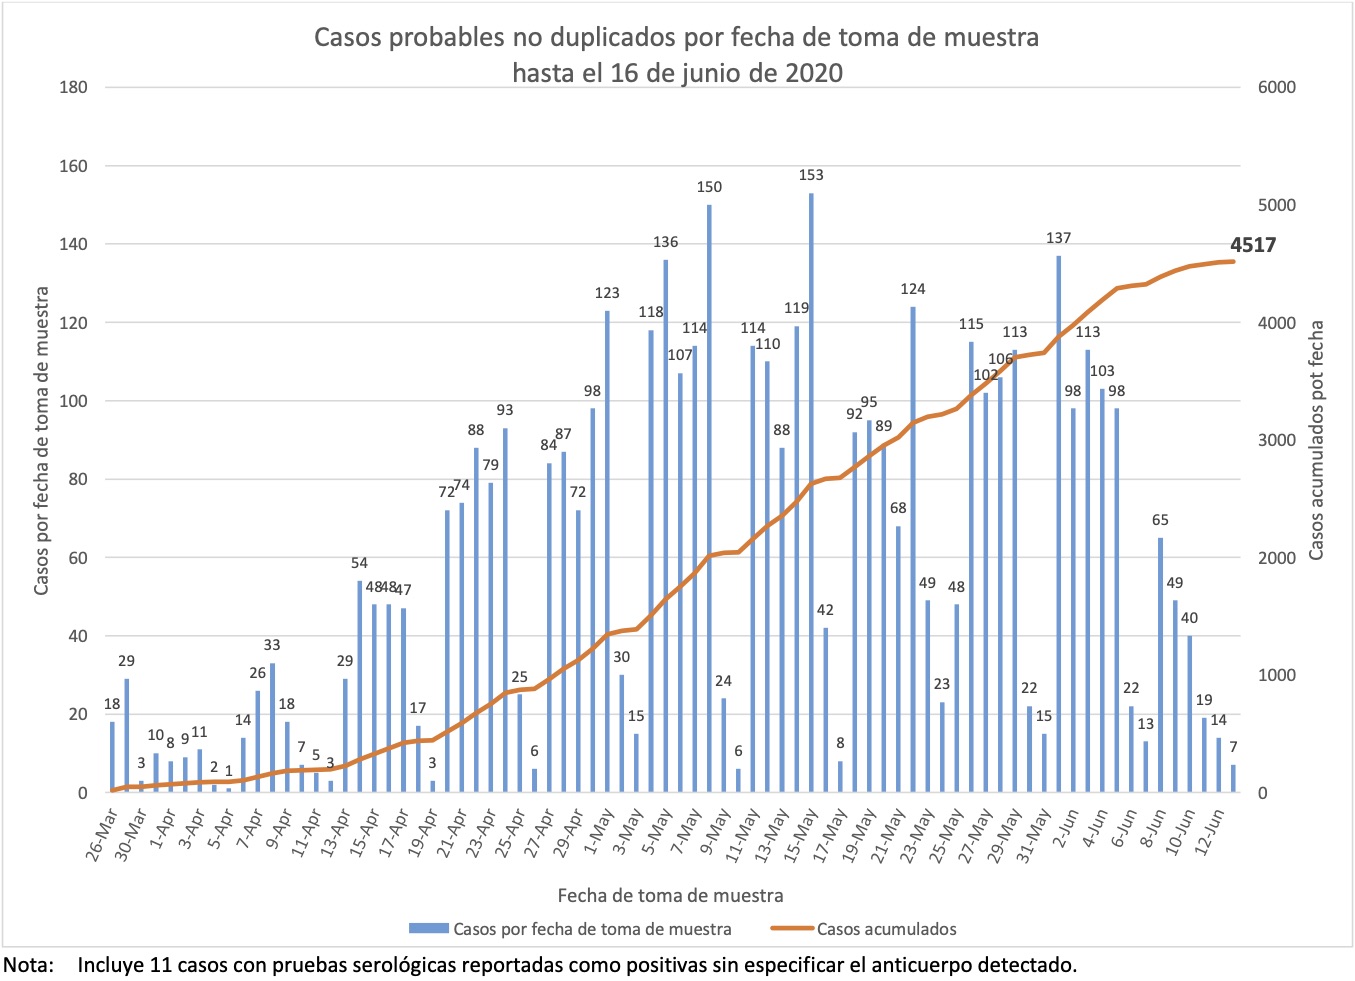 Casos probables no duplicados por fecha de toma de muestra
hasta el 16 de junio de 2020
180
160
140
120
100
80
60
40
20
0
Casos por fecha de toma de muestra
6000
5000
4000
3000
2000
1000
0
Casos acumulados pot fecha
18
29
3
10
8
9
11
2
1
14
26
33
18
7
5
3
29
54
48
48
47
17
3
72
74
88
79
93
25
6
84
87
72
98
123
30
15
118
136
107
114
150
24
6
114
110
88
119
153
42
8
92
95
89
68
124
49
23
48
115
102
106
113
22
15
137
98
113
103
98
22
13
65
49
40
19
14
7
4517
26-Mar
30-Mar
1-Apr
3-Apr
5-Apr
7-Apr
9-Apr
11-Apr
13-Apr
15-Apr
17-Apr
19-Apr
21-Apr
23-Apr
25-Apr
27-Apr
29-Apr
1-May
3-May
5-May
7-May
9-May
11-May
13-May
15-May
17-May
19-May
21-May
23-May
25-May
27-May
29-May
31-May
2-Jun
4-Jun
6-Jun
8-Jun
10-Jun
12-Jun
Fecha de toma de muestra
Casos por fecha de toma de muestra
Casos acumulados
Nota: Incluye 11 casos con pruebas serológicas reportadas como positivas sin especificar el anticuerpo detectado.